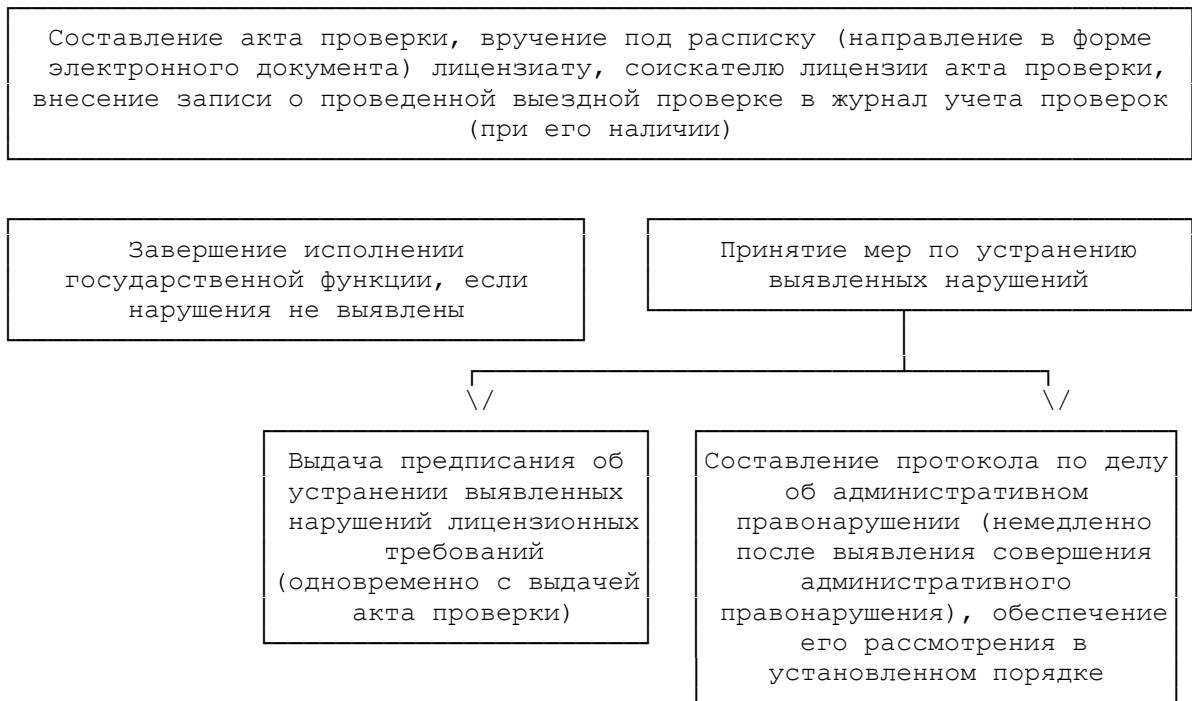 Составление акта проверки, вручение под расписку (направление в форме
электронного документа) лицензиату, соискателю лицензии акта проверки,
внесение записи о проведенной выездной проверке в журнал учета проверок
(при его наличии)
Завершение исполнении
государственной функции, если
нарушения не выявлены
Принятие мер по устранению
выявленных нарушений
\/
\/
Выдача предписания об
устранении выявленных
нарушений лицензионных
требований
(одновременно с выдачей
акта проверки)
Составление протокола по делу
об административном
правонарушении (немедленно
после выявления совершения
административного
правонарушения), обеспечение
его рассмотрения в
установленном порядке